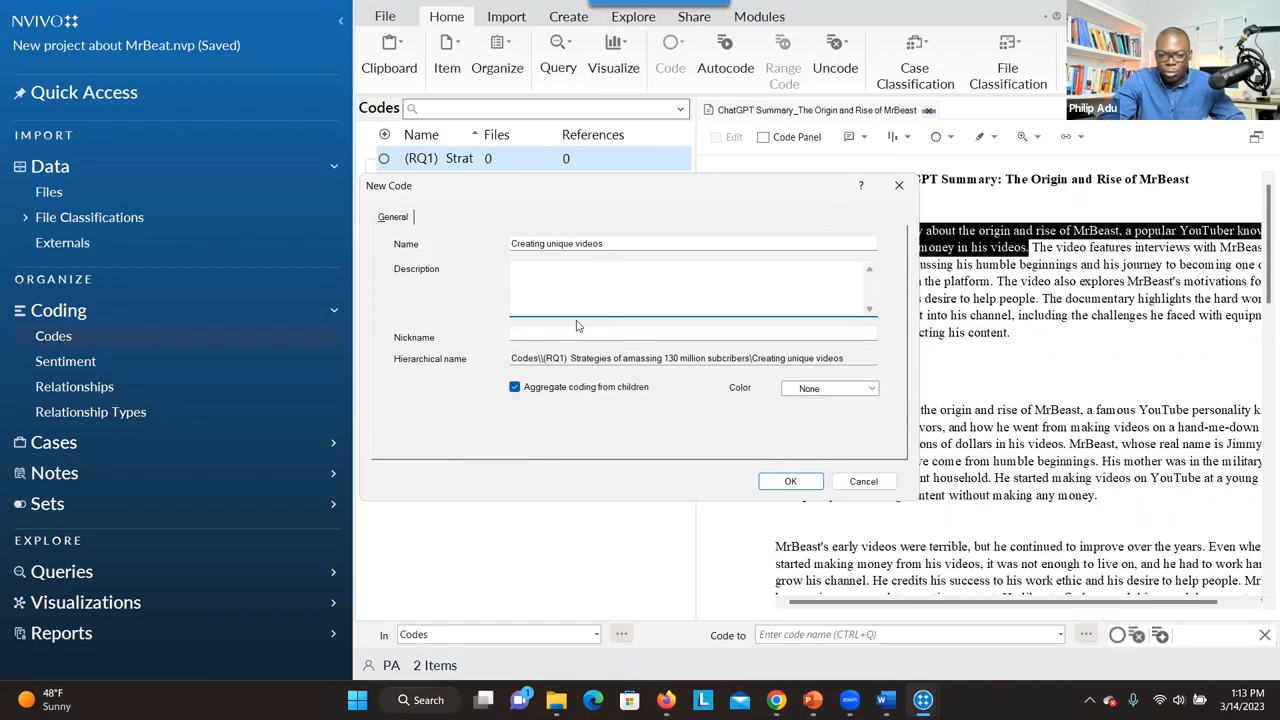 NVIVO
New project about MrBeat.nvp (Saved)
Quick Access
IMPORT
Data
Files
File Classifications
Externals
ORGANIZE
Coding
Codes
Sentiment
Relationships
Relationship Types
Cases
Notes
Sets
EXPLORE
Queries
Visualizations
Reports
File Home Import Create Explore Share Modules
Clipboard Item Organize Query Visualize Code Autocode Range Code Uncode Case Classification File Classification
Philip Adu
Codes
Name Files References
(RQ1) Strat 0 0
ChatGPT Summary_The Origin and Rise of MrBeast
Edit Code Panel
New Code
General
Name Creating unique videos
Description
Nickname
Hierarchical name Codes\\(RQ1) Strategies of amassing 130 million subcribers\Creating unique videos
Aggregate coding from children Color None
OK Cancel
PT Summary: The Origin and Rise of MrBeast
about the origin and rise of MrBeast, a popular YouTuber know
money in his videos. The video features interviews with MrBeas
ussing his humble beginnings and his journey to becoming one o
the platform. The video also explores MrBeast's motivations fo
s desire to help people. The documentary highlights the hard wor
t into his channel, including the challenges he faced with equipm
cting his content.
the origin and rise of MrBeast, a famous YouTube personality k
vors, and how he went from making videos on a hand-me-down
ons of dollars in his videos. MrBeast, whose real name is Jimmy
ve come from humble beginnings. His mother was in the military
nt household. He started making videos on YouTube at a young
ntent without making any money.
MrBeast's early videos were terrible, but he continued to improve over the years. Even whe
started making money from his videos, it was not enough to live on, and he had to work har
grow his channel. He credits his success to his work ethic and his desire to help people. Mr
In Codes
Code to Enter code name (CTRL+Q)
PA 2 Items
48°F
Sunny
Search
1
1:13 PM
3/14/2023